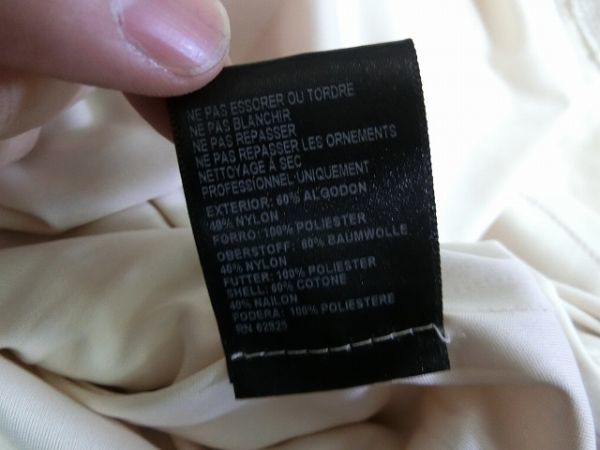 NE PAS ESSORER OU TORDRE
NE PAS BLANCHIR
NE PAS REPASSER
NE PAS REPASSER LES ORNEMENTS
NETTOYAGE À SEC
PROFESSIONNEL UNIQUEMENT
EXTERIOR: 60% ALGODON
40% NYLON
FORRO: 100% POLIESTER
OBERSTOFF: 60% BAUMWOLLE
40% NYLON
FUTTER: 100% POLIESTER
SHELL: 60% COTONE
40% NAILON
FODERA: 100% POLIESTERE
RN 62825